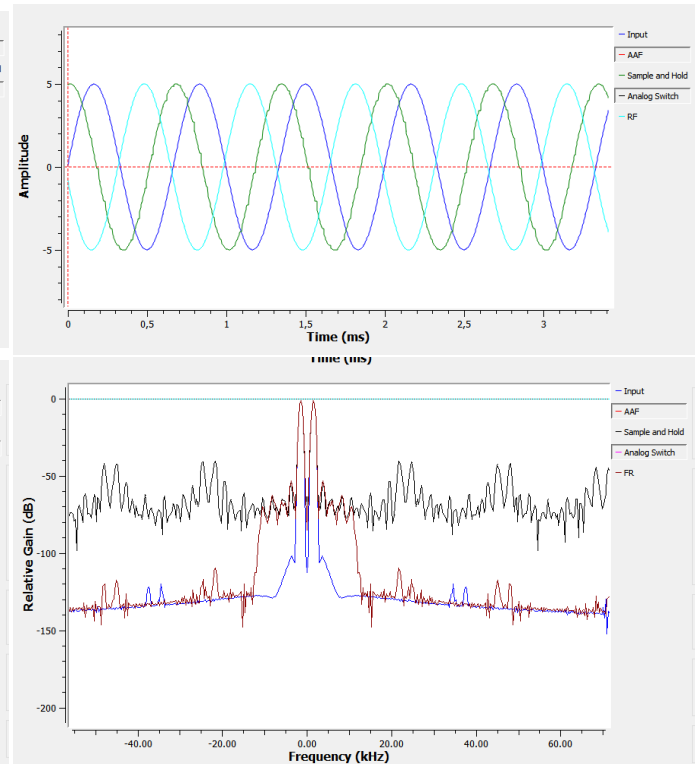 Input
AAF
Sample and Hold
Analog Switch
RF
Amplitude
5
0
-5
0
0,5
1
1,5
2
2,5
3
Time (ms)
Time (ms)
Input
AAF
Sample and Hold
Analog Switch
FR
Relative Gain (dB)
0
-50
-100
-150
-200
-40.00
-20.00
0.00
20.00
40.00
60.00
Frequency (kHz)